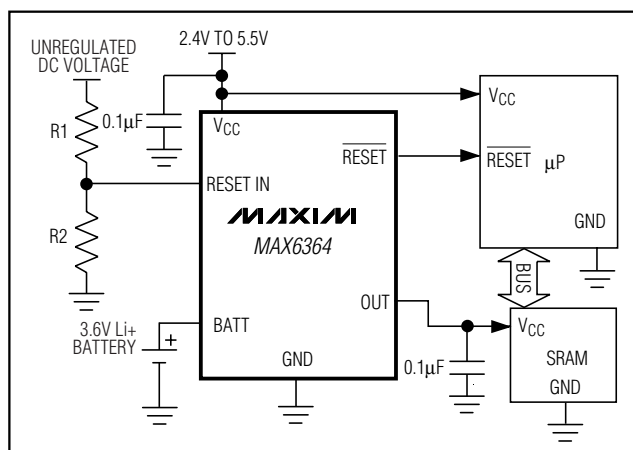 2.4V TO 5.5V
UNREGULATED
DC VOLTAGE
R1
0.1μF
VCC
VCC
RESET
RESET
μP
RESET IN
MAXIM
MAX6364
R2
GND
BUS
OUT
BATT
VCC
3.6V Li+
BATTERY
+
GND
0.1μF
SRAM
GND